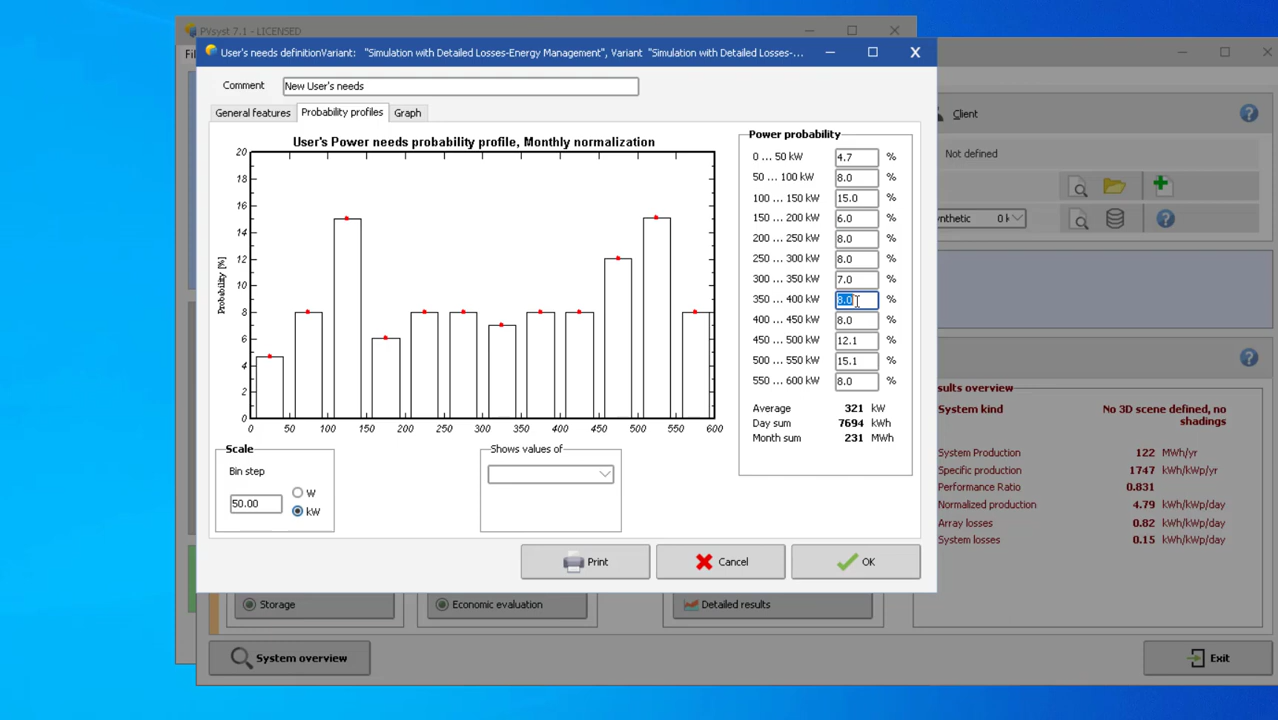 PVsyst 7.1 - LICENSED
User's needs definitionVariant: "Simulation with Detailed Losses-Energy Management", Variant "Simulation with Detailed Losses-...
Comment
New User's needs
General features
Probability profiles
Graph
User's Power needs probability profile, Monthly normalization
Probability [%]
20
18
16
14
12
10
8
6
4
2
0
0 50 100 150 200 250 300 350 400 450 500 550 600
Scale
Bin step
50.00
W
kW
Shows values of
Power probability
0 ... 50 kW 4.7 %
50 ... 100 kW 8.0 %
100 ... 150 kW 15.0 %
150 ... 200 kW 6.0 %
200 ... 250 kW 8.0 %
250 ... 300 kW 8.0 %
300 ... 350 kW 7.0 %
350 ... 400 kW 8.0 %
400 ... 450 kW 8.0 %
450 ... 500 kW 12.1 %
500 ... 550 kW 15.1 %
550 ... 600 kW 8.0 %
Average 321 kW
Day sum 7694 kWh
Month sum 231 MWh
Print
Cancel
OK
Client
Not defined
System kind No 3D scene defined, no
shadings
System Production 122 MWh/yr
Specific production 1747 kWh/kWp/yr
Performance Ratio 0.831
Normalized production 4.79 kWh/kWp/day
Array losses 0.82 kWh/kWp/day
System losses 0.15 kWh/kWp/day
Storage
Economic evaluation
Detailed results
System overview
Exit